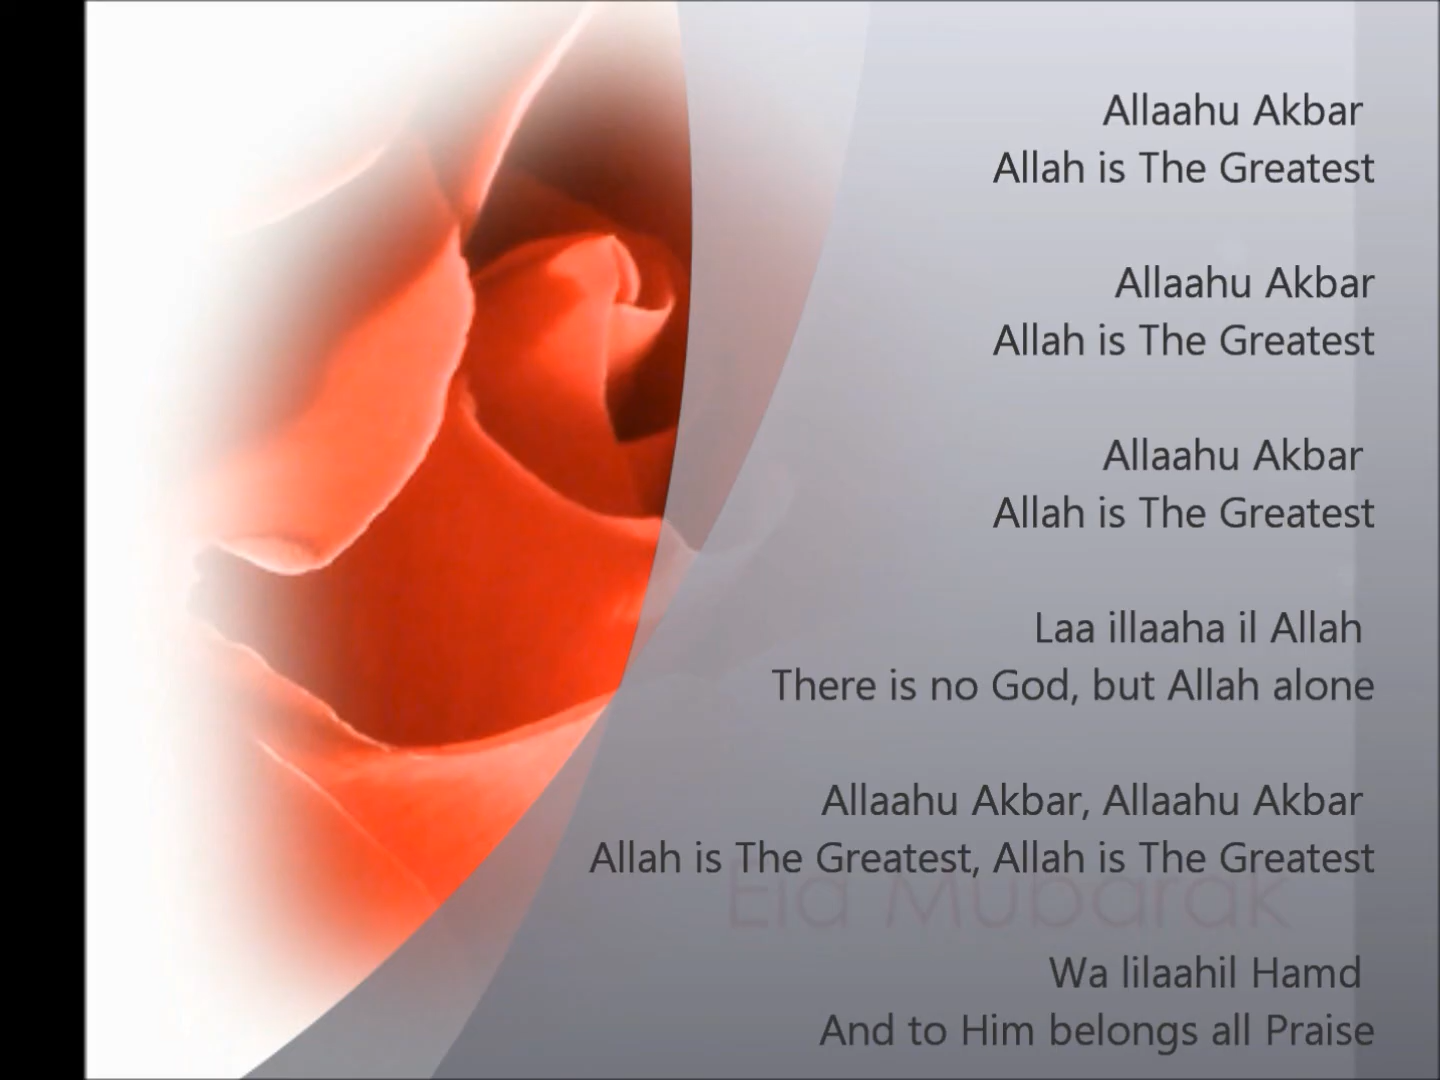 Allaahu Akbar
Allah is The Greatest
Allaahu Akbar
Allah is The Greatest
Allaahu Akbar
Allah is The Greatest
Laa illaaha il Allah
There is no God, but Allah alone
Allaahu Akbar, Allaahu Akbar
Allah is The Greatest, Allah is The Greatest
Eid Mubarak
Wa lilaahil Hamd
And to Him belongs all Praise